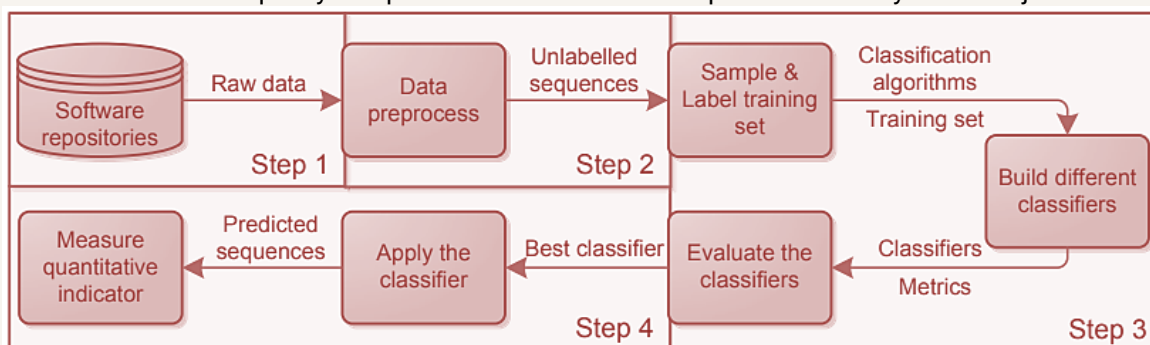 Software
repositories
Raw data
Step 1
Data
preprocess
Unlabelled
sequences
Step 2
Sample &
Label training
set
Classification
algorithms
Training set
Build different
classifiers
Classifiers
Metrics
Evaluate the
classifiers
Step 3
Best classifier
Apply the
classifier
Step 4
Predicted
sequences
Measure
quantitative
indicator